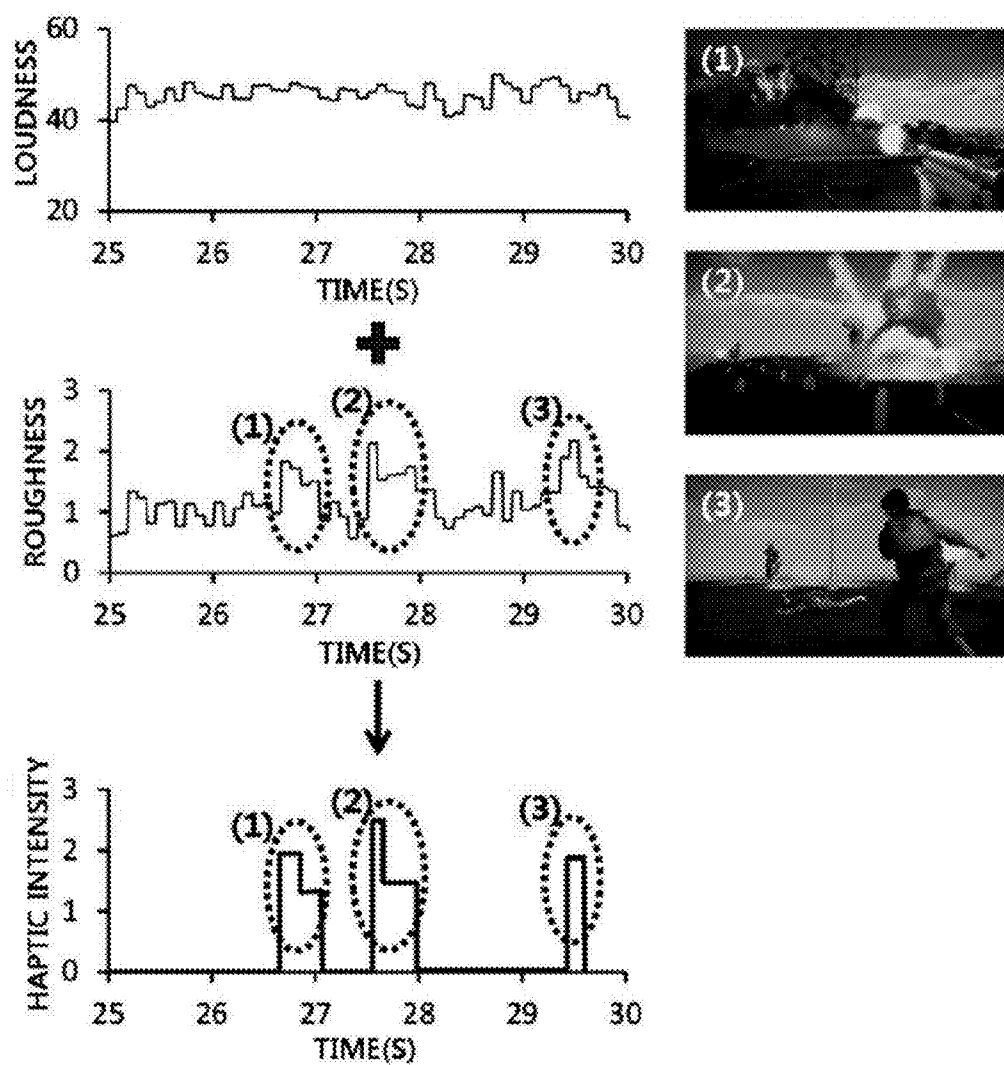 LOUDNESS
60
40
20
25 26 27 28 29 30
TIME(S)
ROUGHNESS
3
2
1
0
(1) (2) (3)
25 26 27 28 29 30
TIME(S)
HAPTIC INTENSITY
3
2
1
0
(1) (2) (3)
25 26 27 28 29 30
TIME(S)
(1)
(2)
(3)